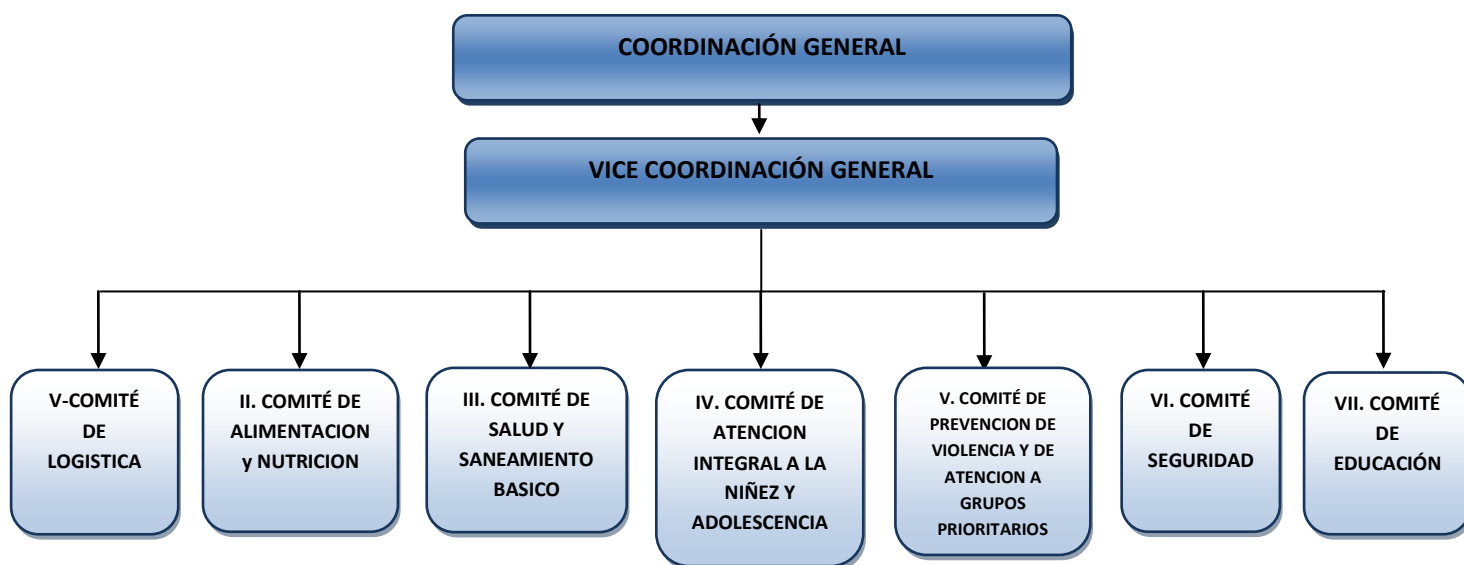 COORDINACIÓN GENERAL
VICE COORDINACIÓN GENERAL
V-COMITÉ
DE
LOGISTICA
II. COMITÉ DE
ALIMENTACION
y NUTRICION
III. COMITÉ DE
SALUD Y
SANEAMIENTO
BASICO
IV. COMITÉ DE
ATENCION
INTEGRAL A LA
NIÑEZ Y
ADOLESCENCIA
V. COMITÉ DE
PREVENCION DE
VIOLENCIA Y DE
ATENCION A
GRUPOS
PRIORITARIOS
VI. COMITÉ
DE
SEGURIDAD
VII. COMITÉ
DE
EDUCACIÓN